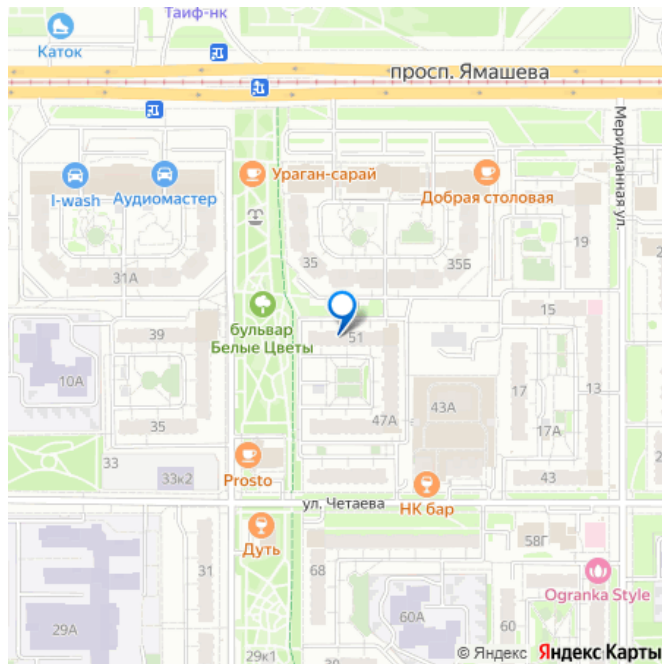 Таиф-нк
Каток
просп. Ямашева
Меридианная ул.
Ураган-сарай
I-wash
Аудиомастер
Добрая столовая
19
35
35Б
31А
15
бульвар
Белые Цветы
51
39
10А
17
13
43А
47А
35
17А
33
33к2
Prosto
43
НК бар
ул. Четаева
Дуть
58Г
31
68
Ogranka Style
60А
60
29А
29к1
© Яндекс Яндекс Карты